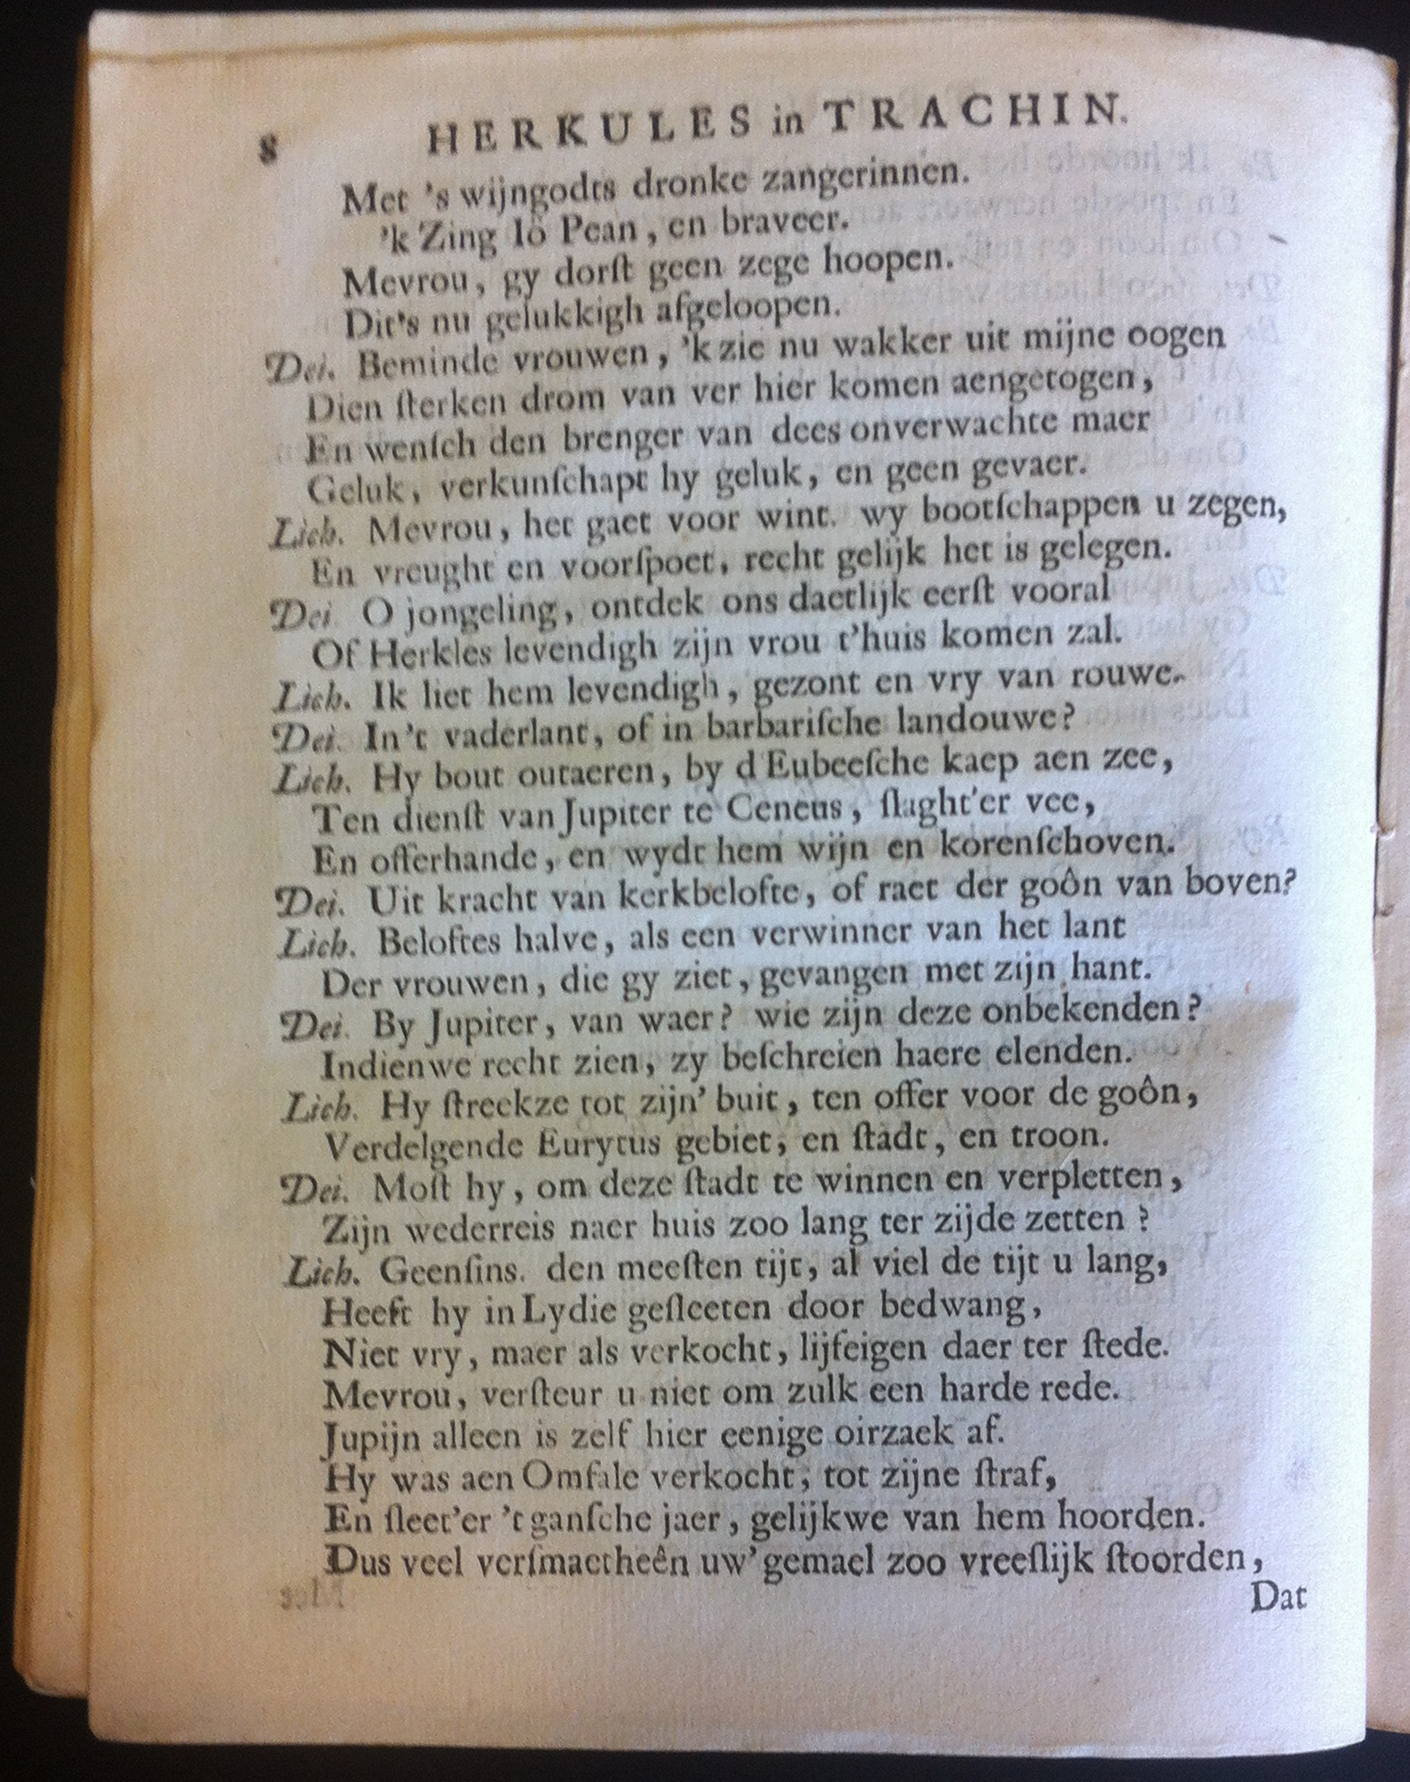 8 HERKULES in TRACHIN.
Met 's wijngodts dronke zangerinnen.
'k Zing Iö Pean, en braveer.
Mevrou, gy dorſt geen zege hoopen.
Dit's nu gelukkigh afgeloopen.
Dei. Beminde vrouwen, 'k zie nu wakker uit mijne oogen
Dien ſterken drom van ver hier komen aengetogen,
En wenſch den brenger van dees onverwachte maer
Geluk, verkunſchapt hy geluk, en geen gevaer.
Lich. Mevrou, het gaet voor wint. wy bootſchappen u zegen,
En vreught en voorſpoet, recht gelijk het is gelegen.
Dei. O jongeling, ontdek ons daetlijk eerſt vooral
Of Herkles levendigh zijn vrou t'huis komen zal.
Lich. Ik liet hem levendigh, gezont en vry van rouwe.
Dei. In't vaderlant, of in barbariſche landouwe?
Lich. Hy bout outaeren, by d'Eubeeſche kaep aen zee,
Ten dienſt van Jupiter te Ceneus, ſlaght'er vee,
En offerhande, en wydt hem wijn en korenſchoven.
Dei. Uit kracht van kerkbelofte, of raet der goôn van boven?
Lich. Beloftes halve, als een verwinner van het lant
Der vrouwen, die gy ziet, gevangen met zijn hant.
Dei. By Jupiter, van waer? wie zijn deze onbekenden?
Indienwe recht zien, zy beſchreien haere elenden.
Lich. Hy ſtreekze tot zijn' buit, ten offer voor de goôn,
Verdelgende Eurytus gebiet, en ſtadt, en troon.
Dei. Moſt hy, om deze ſtadt te winnen en verpletten,
Zijn wederreis naer huis zoo lang ter zijde zetten?
Lich. Geenſins. den meeſten tijt, al viel de tijt u lang,
Heeft hy in Lydie geſleeten door bedwang,
Niet vry, maer als verkocht, lijfeigen daer ter ſtede.
Mevrou, verſteur u niet om zulk een harde rede.
Jupijn alleen is zelf hier eenige oirzaek af.
Hy was aen Omfale verkocht, tot zijne ſtraf,
En ſleet'er 't ganſche jaer, gelijkwe van hem hoorden.
Dus veel verſmaetheên uw' gemael zoo vreeſlijk ſtoorden,
Dat